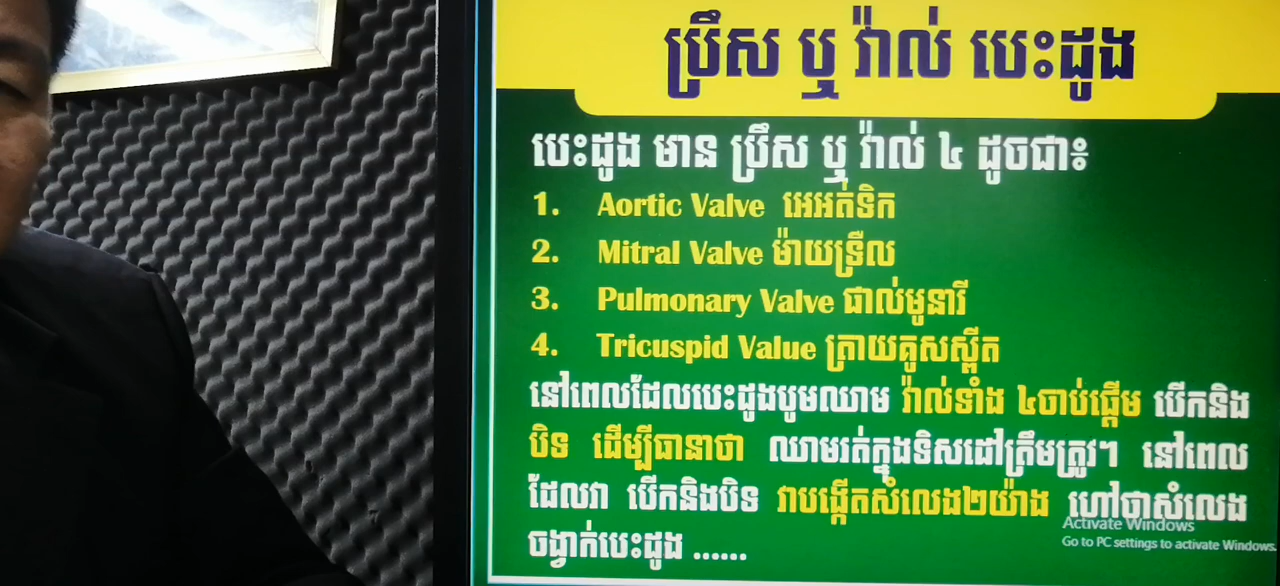 ប្រឹស ឬ វ៉ាល់ បេះដូង
បេះដូង មាន ប្រឹស ឬ វ៉ាល់ ៤ ដូចជា៖
1. Aortic Valve អេអត់ទិក
2. Mitral Valve ម៉ាយទ្រឺល
3. Pulmonary Valve ផាល់មូនារី
4. Tricuspid Value ត្រាយគូសស្ពីត
នៅពេលដែលបេះដូងបូមឈាម វ៉ាល់ទាំង ៤ចាប់ផ្តើម បើកនិង
បិទ ដើម្បីធានាថា ឈាមរត់ក្នុងទិសដៅត្រឹមត្រូវ។ នៅពេល
ដែលវា បើកនិងបិទ វាបង្កើតសំលេង២យ៉ាង ហៅថាសំលេង
ចង្វាក់បេះដូង ......
Activate Windows
Go to PC settings to activate Windows.